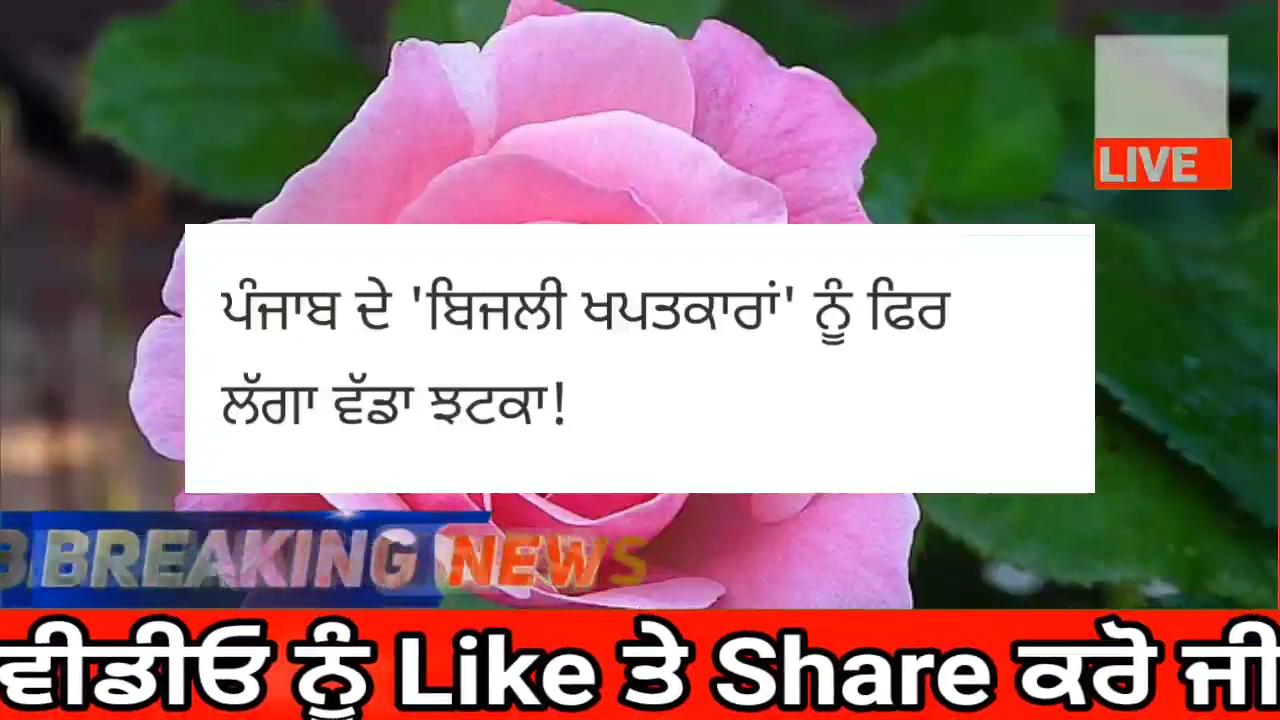 LIVE
ਪੰਜਾਬ ਦੇ 'ਬਿਜਲੀ ਖਪਤਕਾਰਾਂ' ਨੂੰ ਫਿਰ
ਲੱਗਾ ਵੱਡਾ ਝਟਕਾ!
BREAKING NEWS
ਵੀਡੀਓ ਨੂੰ Like ਤੇ Share ਕਰੋ ਜੀ